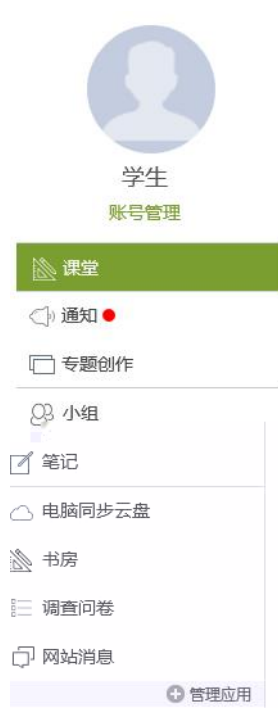 学生
账号管理
课堂
通知
专题创作
小组
笔记
电脑同步云盘
书房
调查问卷
网站消息
管理应用